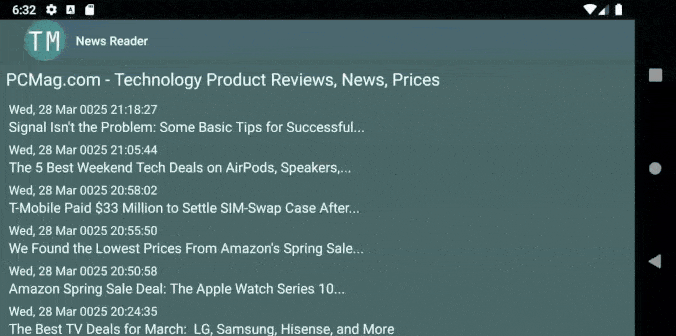 6:32
TM News Reader
PCMag.com - Technology Product Reviews, News, Prices
Wed, 28 Mar 0025 21:18:27
Signal Isn't the Problem: Some Basic Tips for Successful...
Wed, 28 Mar 0025 21:05:44
The 5 Best Weekend Tech Deals on AirPods, Speakers,...
Wed, 28 Mar 0025 20:58:02
T-Mobile Paid $33 Million to Settle SIM-Swap Case After...
Wed, 28 Mar 0025 20:55:50
We Found the Lowest Prices From Amazon's Spring Sale...
Wed, 28 Mar 0025 20:50:58
Amazon Spring Sale Deal: The Apple Watch Series 10...
Wed, 28 Mar 0025 20:24:35
The Best TV Deals for March:  LG, Samsung, Hisense, and More